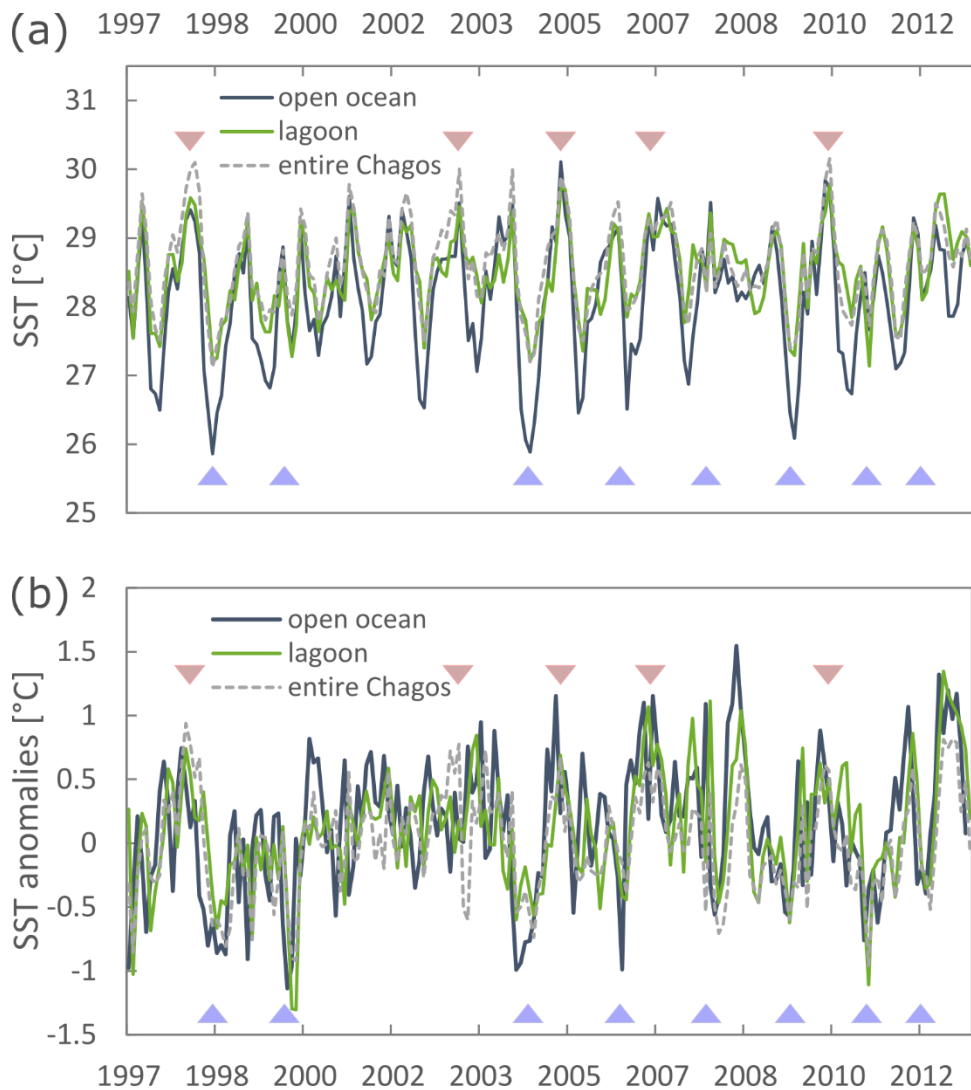 (a)
1997 1998 2000 2002 2003 2005 2007 2008 2010 2012
SST [°C]
31
30
29
28
27
26
25
open ocean
lagoon
entire Chagos
(b)
SST anomalies [°C]
2
1.5
1
0.5
0
-0.5
-1
-1.5
open ocean
lagoon
entire Chagos
1997 1998 2000 2002 2003 2005 2007 2008 2010 2012